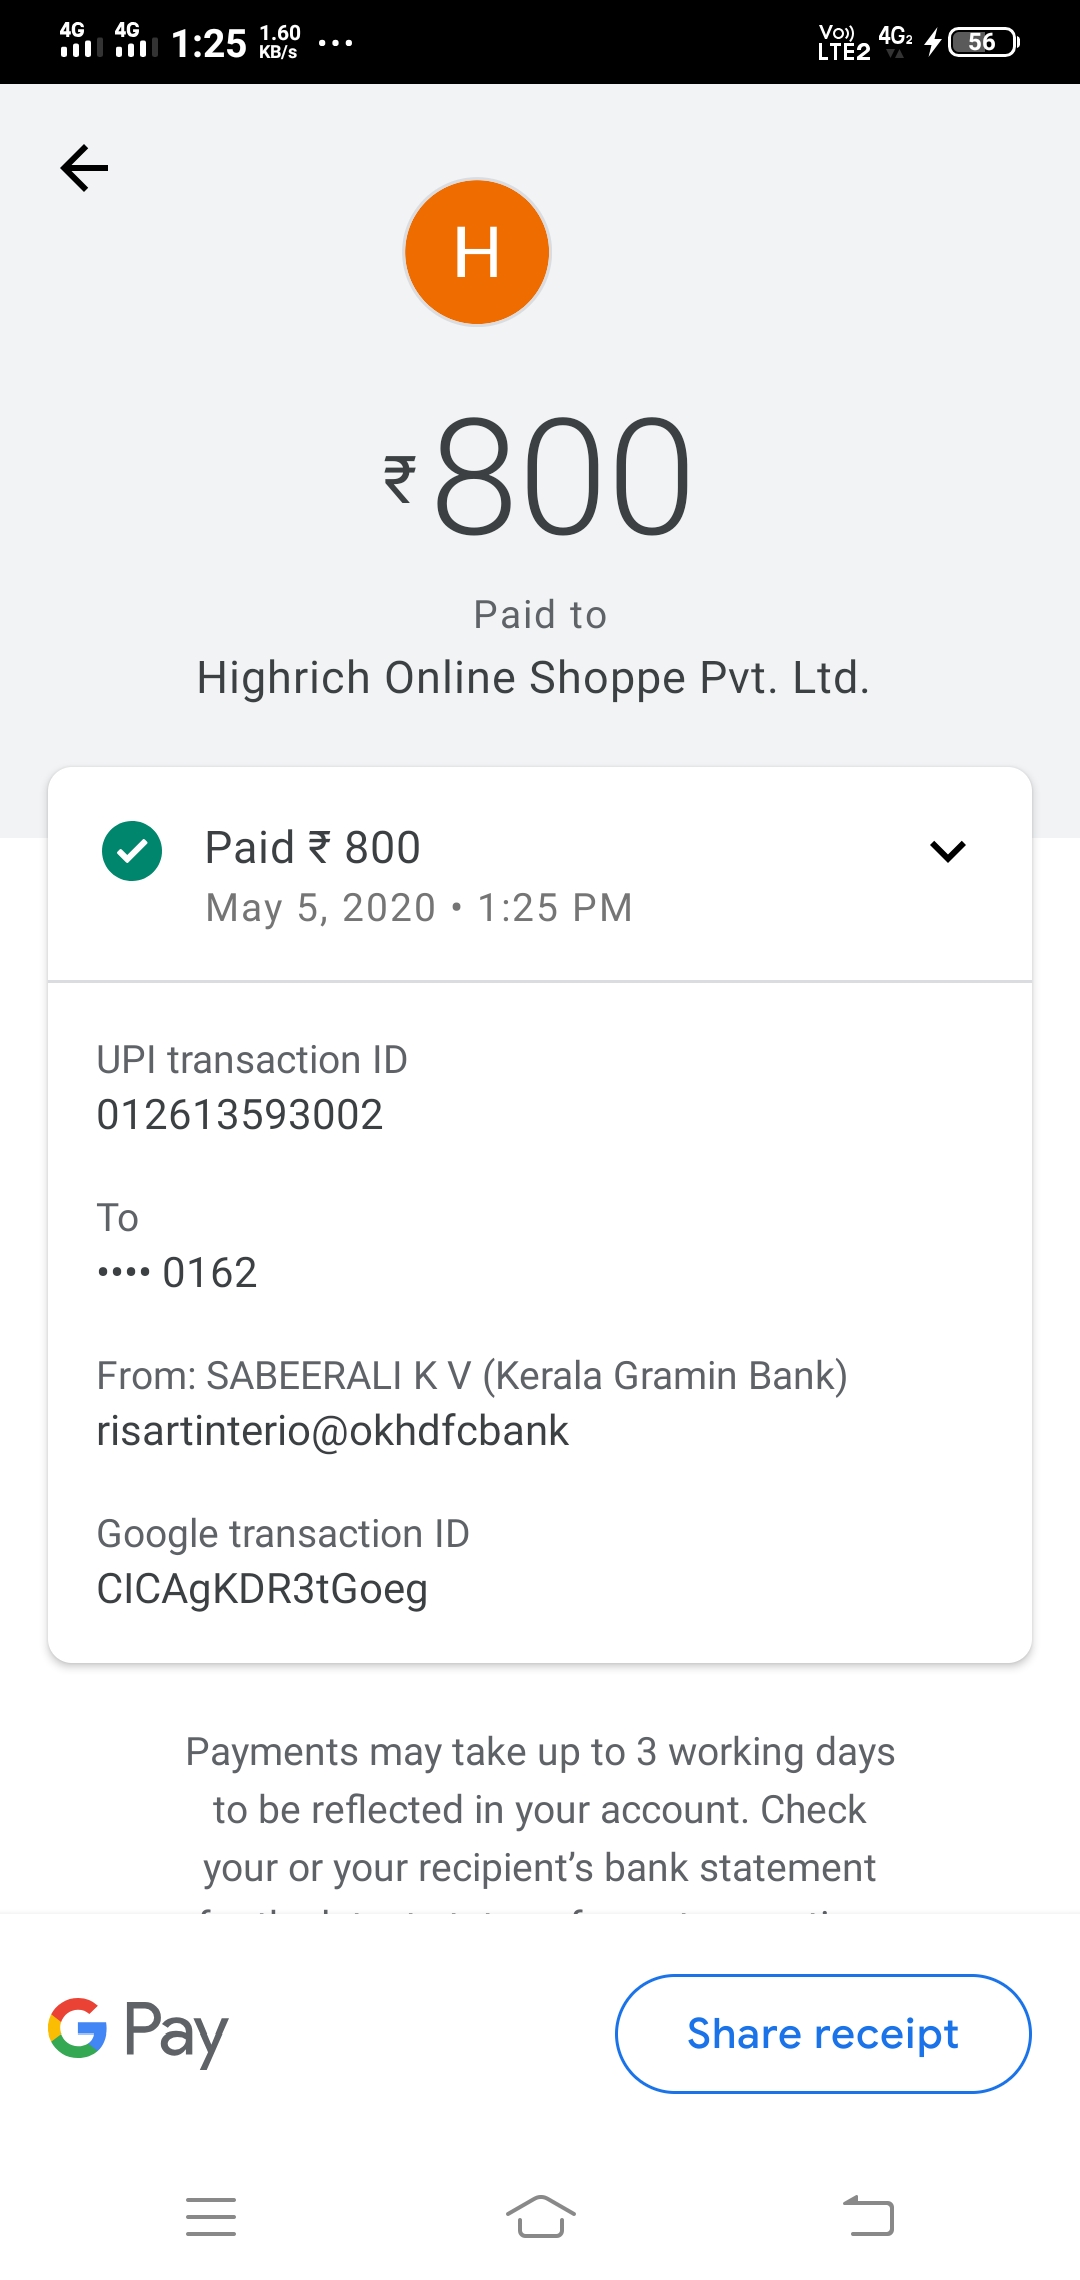 4G 4G 1:25 1.60 KB/s ... Vo)) LTE2 4G2 56
H
₹800
Paid to
Highrich Online Shoppe Pvt. Ltd.
Paid ₹ 800
May 5, 2020 • 1:25 PM
UPI transaction ID
012613593002
To
•••• 0162
From: SABEERALI K V (Kerala Gramin Bank)
risartinterio@okhdfcbank
Google transaction ID
CICAgKDR3tGoeg
Payments may take up to 3 working days
to be reflected in your account. Check
your or your recipient's bank statement
G Pay
Share receipt